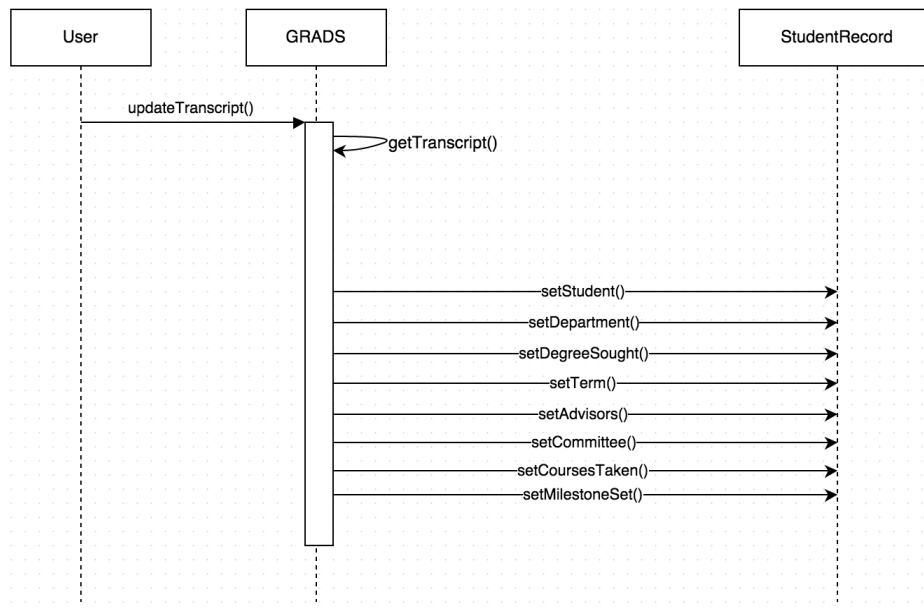 User
GRADS
StudentRecord
updateTranscript()
getTranscript()
setStudent()
setDepartment()
setDegreeSought()
setTerm()
setAdvisors()
setCommittee()
setCoursesTaken()
setMilestoneSet()